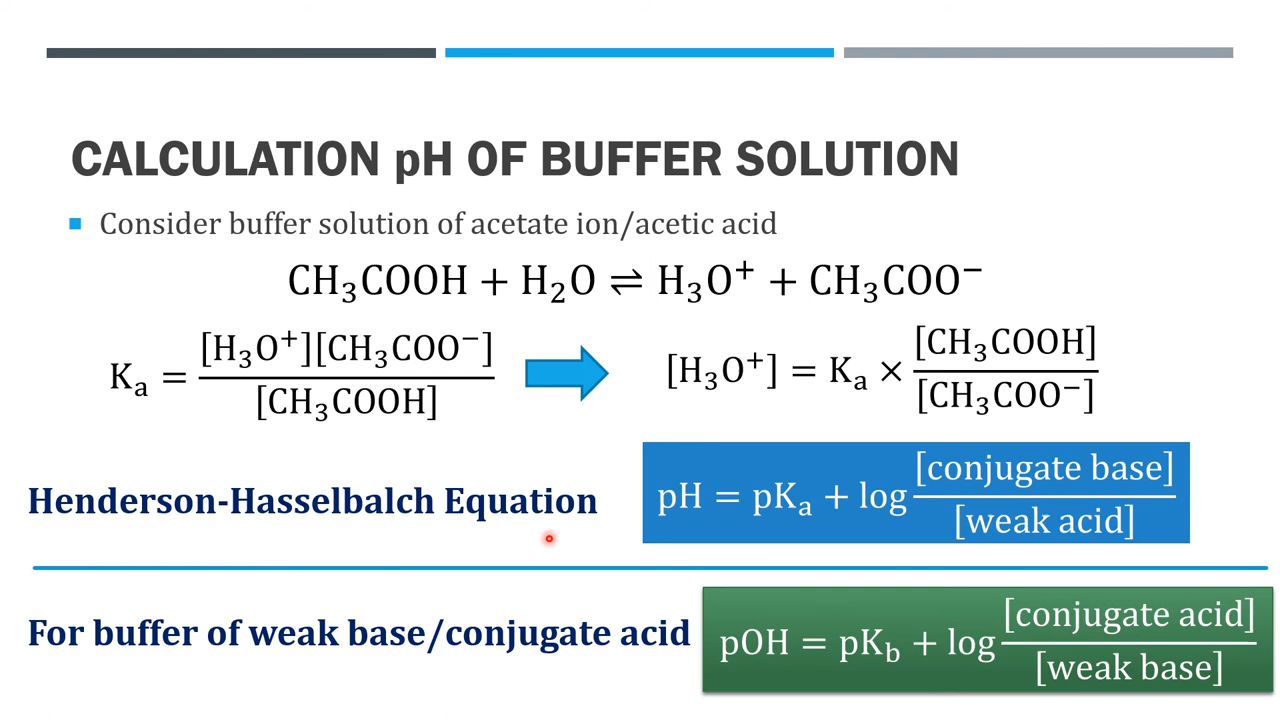 CALCULATION pH OF BUFFER SOLUTION
Consider buffer solution of acetate ion/acetic acid
CH₃COOH + H₂O ⇌ H₃O⁺ + CH₃COO⁻
Kₐ = [H₃O⁺][CH₃COO⁻] / [CH₃COOH]
[H₃O⁺] = Kₐ × [CH₃COOH] / [CH₃COO⁻]
Henderson-Hasselbalch Equation
pH = pKₐ + log [conjugate base] / [weak acid]
For buffer of weak base/conjugate acid
pOH = pK_b + log [conjugate acid] / [weak base]